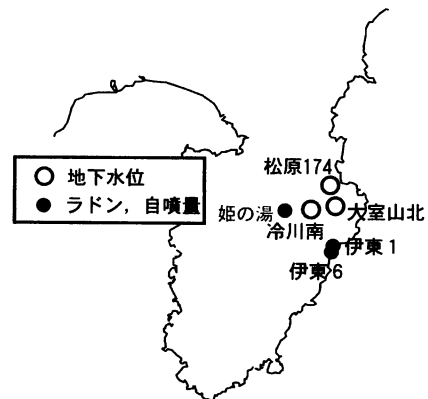 松原174
地下水位
ラドン，自噴量
姫の湯
大室山北
冷川南
伊東1
伊東6